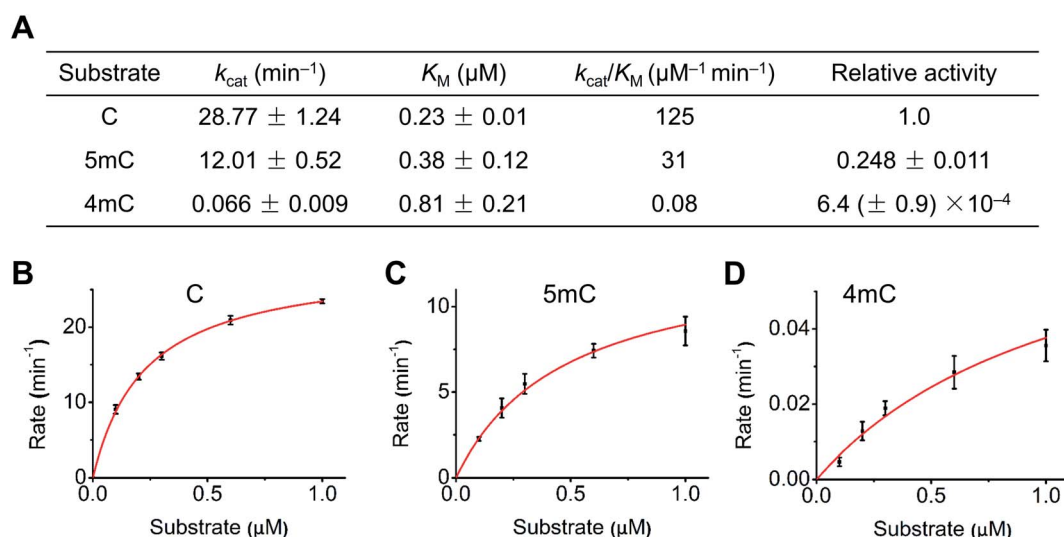 A
Substrate kcat (min⁻¹) KM (µM) kcat/KM (µM⁻¹ min⁻¹) Relative activity
C 28.77 ± 1.24 0.23 ± 0.01 125 1.0
5mC 12.01 ± 0.52 0.38 ± 0.12 31 0.248 ± 0.011
4mC 0.066 ± 0.009 0.81 ± 0.21 0.08 6.4 (± 0.9) ×10⁻⁴
B
C
Rate (min⁻¹)
20
10
0
0.0 0.5 1.0
Substrate (µM)
C
5mC
Rate (min⁻¹)
10
5
0
0.0 0.5 1.0
Substrate (µM)
D
4mC
Rate (min⁻¹)
0.04
0.02
0.00
0.0 0.5 1.0
Substrate (µM)